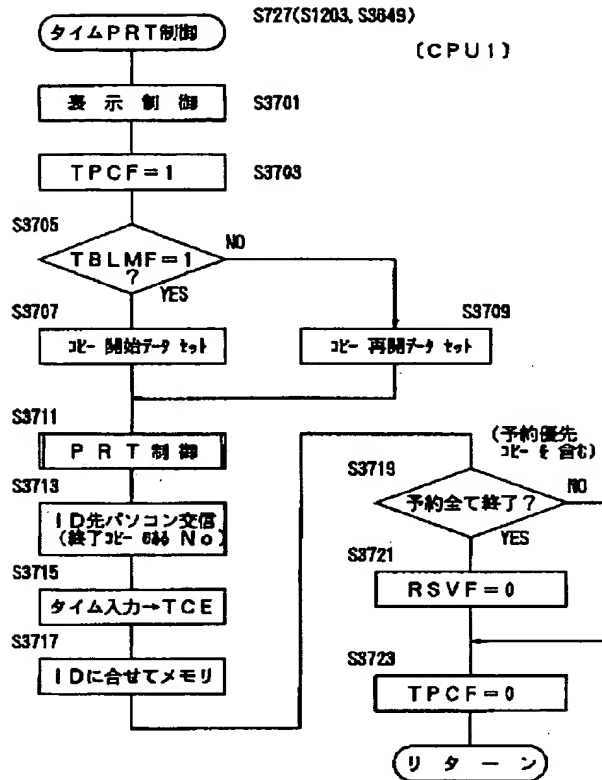 S727(S1203, S3649)
タイムPRT制御
(CPU1)
表示制御
S3701
TPCF=1
S3703
S3705
TBLMF=1
?
NO
YES
S3707
コピー 開始データ セット
S3709
コピー 再開データ セット
S3711
PRT制御
S3713
ID先パソコン交信
(終了コピー のある No)
S3715
タイム入力→TCE
S3717
IDに合せてメモリ
(予約優先
コピー を 含む)
S3719
予約全て終了?
NO
YES
S3721
RSVF=0
S3723
TPCF=0
リターン